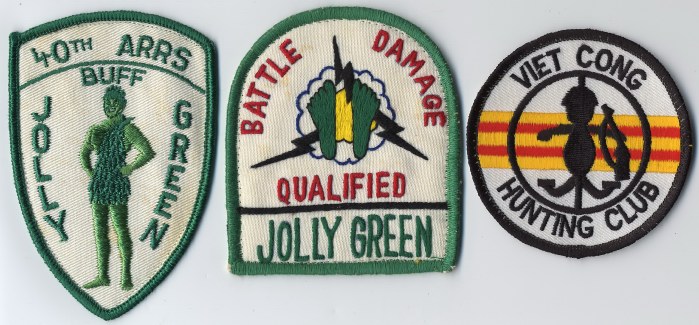 40TH ARRS
BUFF
JOLLY GREEN
BATTLE DAMAGE
QUALIFIED
JOLLY GREEN
VIET CONG
HUNTING CLUB